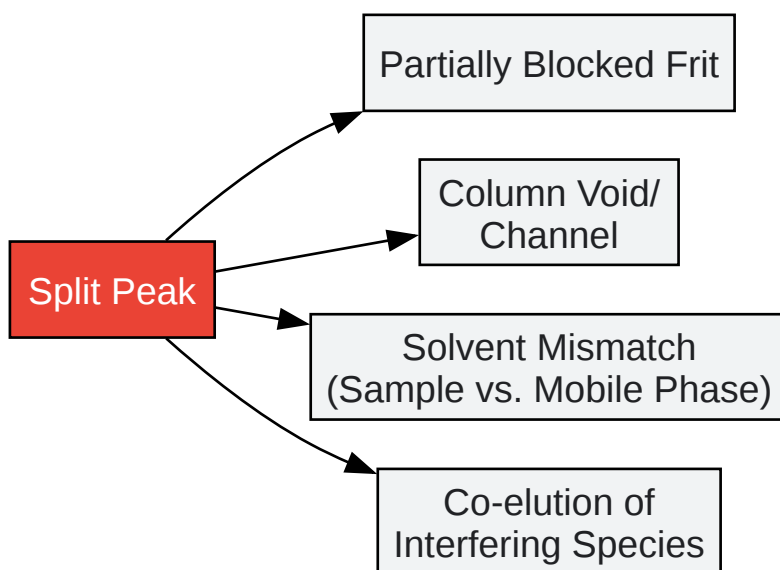 Partially Blocked Frit
Column Void/
Channel
Split Peak
Solvent Mismatch
(Sample vs. Mobile Phase)
Co-elution of
Interfering Species